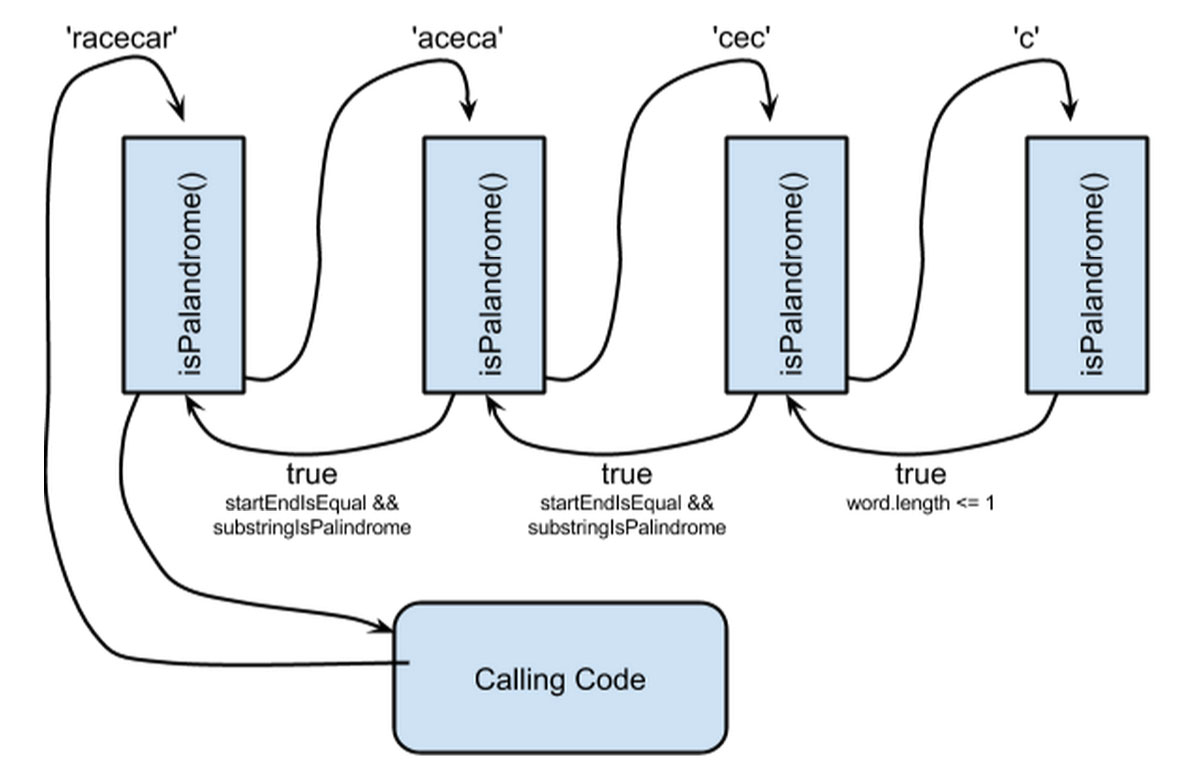 'racecar'
'aceca'
'cec'
'c'
isPalandrome()
isPalandrome()
isPalandrome()
isPalandrome()
true
startEndIsEqual &&
substringIsPalindrome
true
startEndIsEqual &&
substringIsPalindrome
true
word.length <= 1
Calling Code